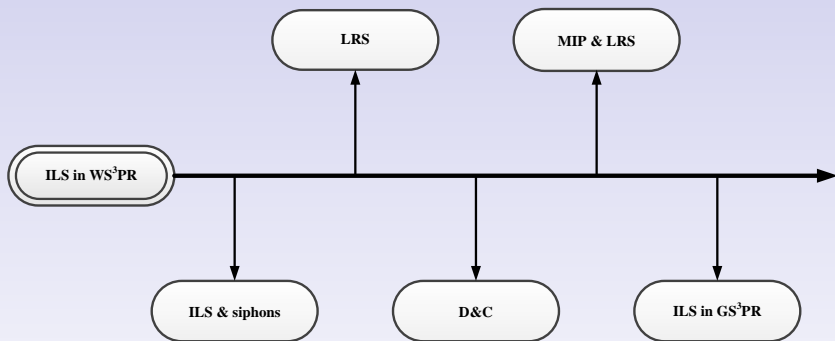 LRS
MIP & LRS
ILS in WS³PR
ILS & siphons
D&C
ILS in GS³PR